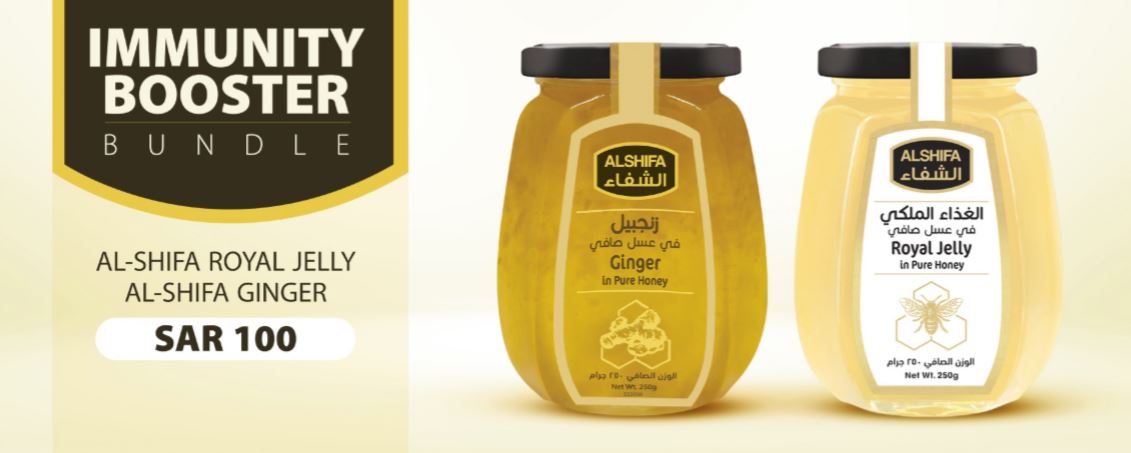 IMMUNITY
BOOSTER
BUNDLE
AL-SHIFA ROYAL JELLY
AL-SHIFA GINGER
SAR 100
ALSHIFA
الشفاء
زنجبيل
في عسل صافي
Ginger
in Pure Honey
الوزن الصافي ٢٥٠ جرام
Net Wt. 250g
ALSHIFA
الشفاء
الغذاء الملكي
في عسل صافي
Royal Jelly
in Pure Honey
الوزن الصافي ٢٥٠ جرام
Net Wt. 250g